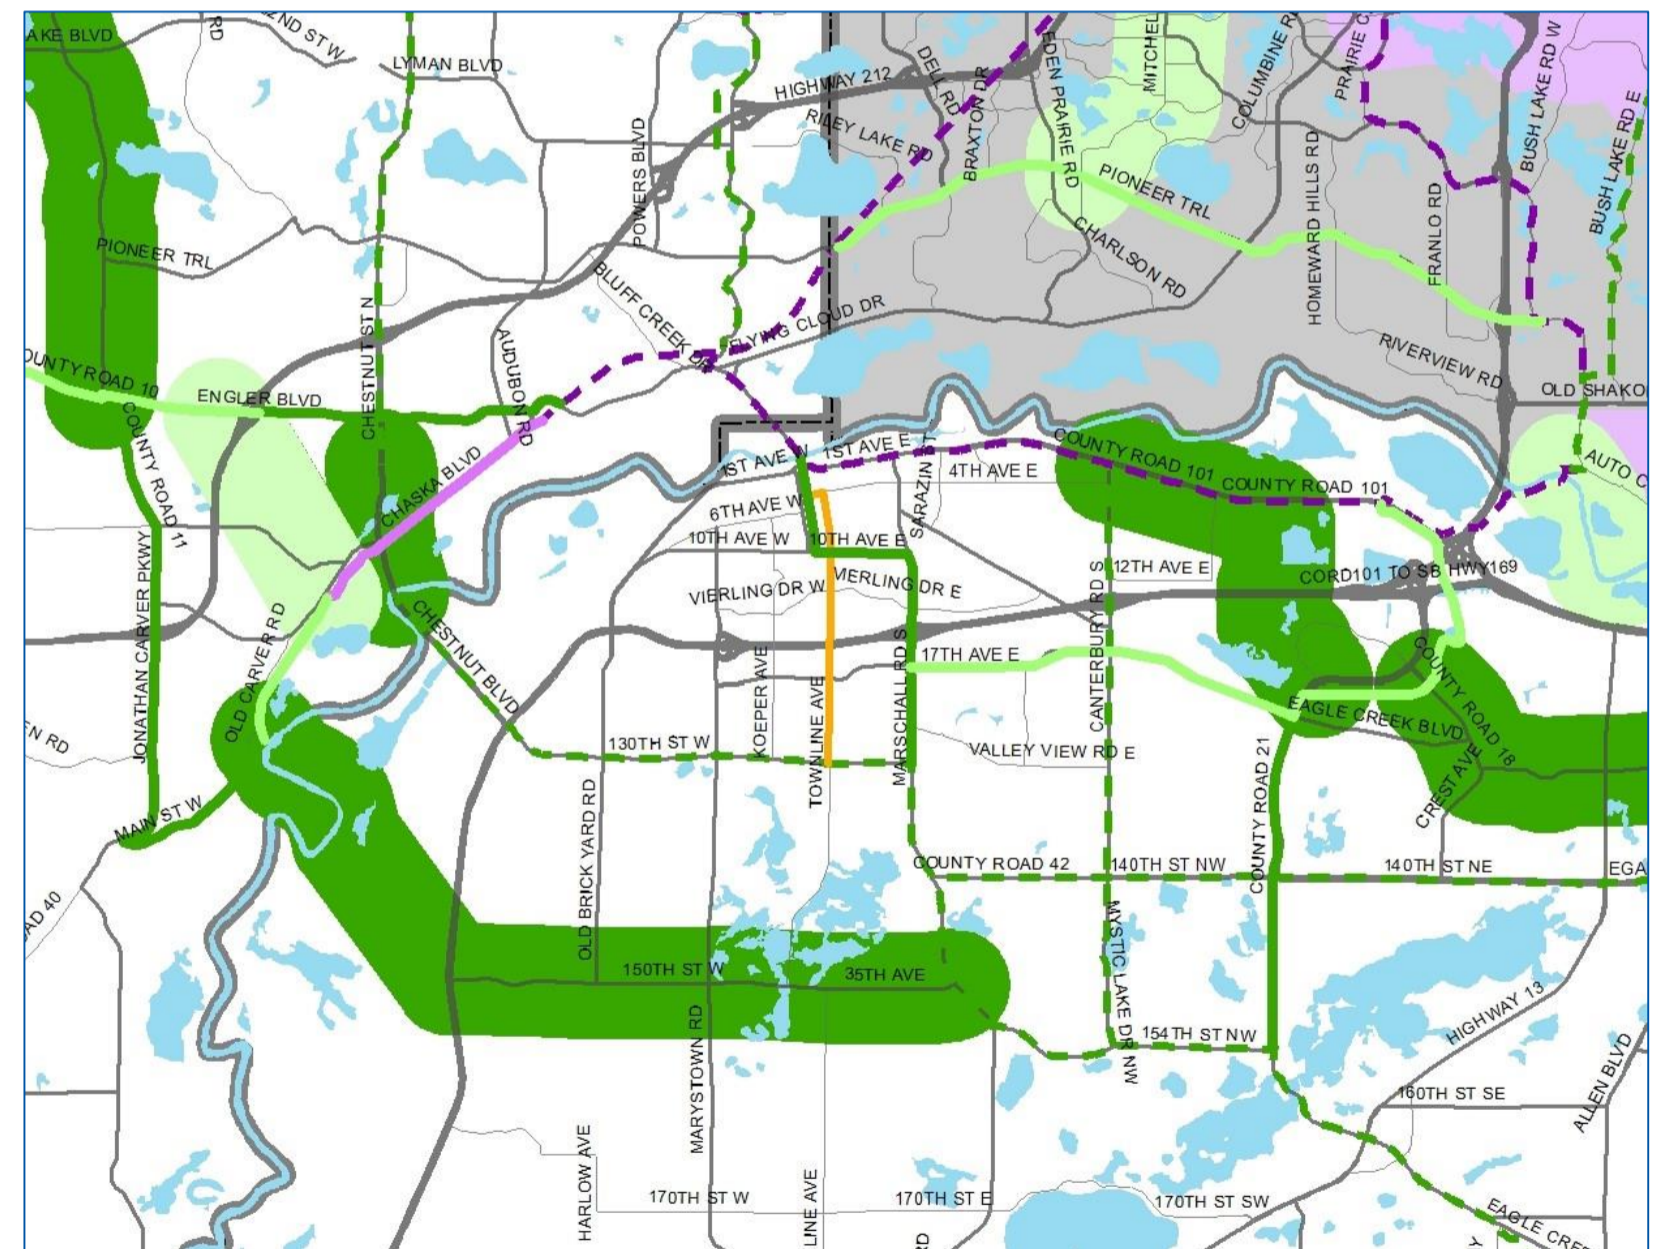 AKE BLVD
RD
2ND ST W
LYMAN BLVD
HIGHWAY 212
DELL RD
BRAXTON DR
EDEN PRAIRIE RD
MITCHEL
COLUMBINE R
PRAIRIE C
BUSH LAKE RD W
BUSH LAKE RD E
RILEY LAKE RD
POWERS BLVD
PIONEER TRL
PIONEER TRL
CHARLSON RD
HOMEWARD HILLS RD
FRANLO RD
BLUFF CREEK DR
FLYING CLOUD DR
CHESTNUT ST N
AUDUBON RD
RIVERVIEW RD
OLD SHAKO
OUNTY ROAD 10
ENGLER BLVD
COUNTY ROAD 11
CHASKA BLVD
1ST AVE W
1ST AVE E
SARAZIN ST
4TH AVE E
COUNTY ROAD 101
COUNTY ROAD 101
AUTO C
6TH AVE W
10TH AVE W
10TH AVE E
12TH AVE E
CORD101 TO SB HWY169
VIERLING DR W
VIERLING DR E
JONATHAN CARVER PKWY
OLD CARVER RD
CHESTNUT BLVD
17TH AVE E
CANTERBURY RD S
MARSCHALL RD S
KOEPER AVE
TOWNLINE AVE
COUNTY ROAD 18
EAGLE CREEK BLVD
EN RD
130TH ST W
VALLEY VIEW RD E
COUNTY ROAD 21
CREST AVE
MAIN ST W
OLD BRICK YARD RD
COUNTY ROAD 42
140TH ST NW
140TH ST NE
EGA
AD 40
150TH ST W
35TH AVE
MYSTIC LAKE DR NW
HIGHWAY 13
154TH ST NW
MARYSTOWN RD
160TH ST SE
ALLEN BLVD
HARLOW AVE
170TH ST W
LINE AVE
170TH ST E
RD
170TH ST SW
EAGLE CREE
Y